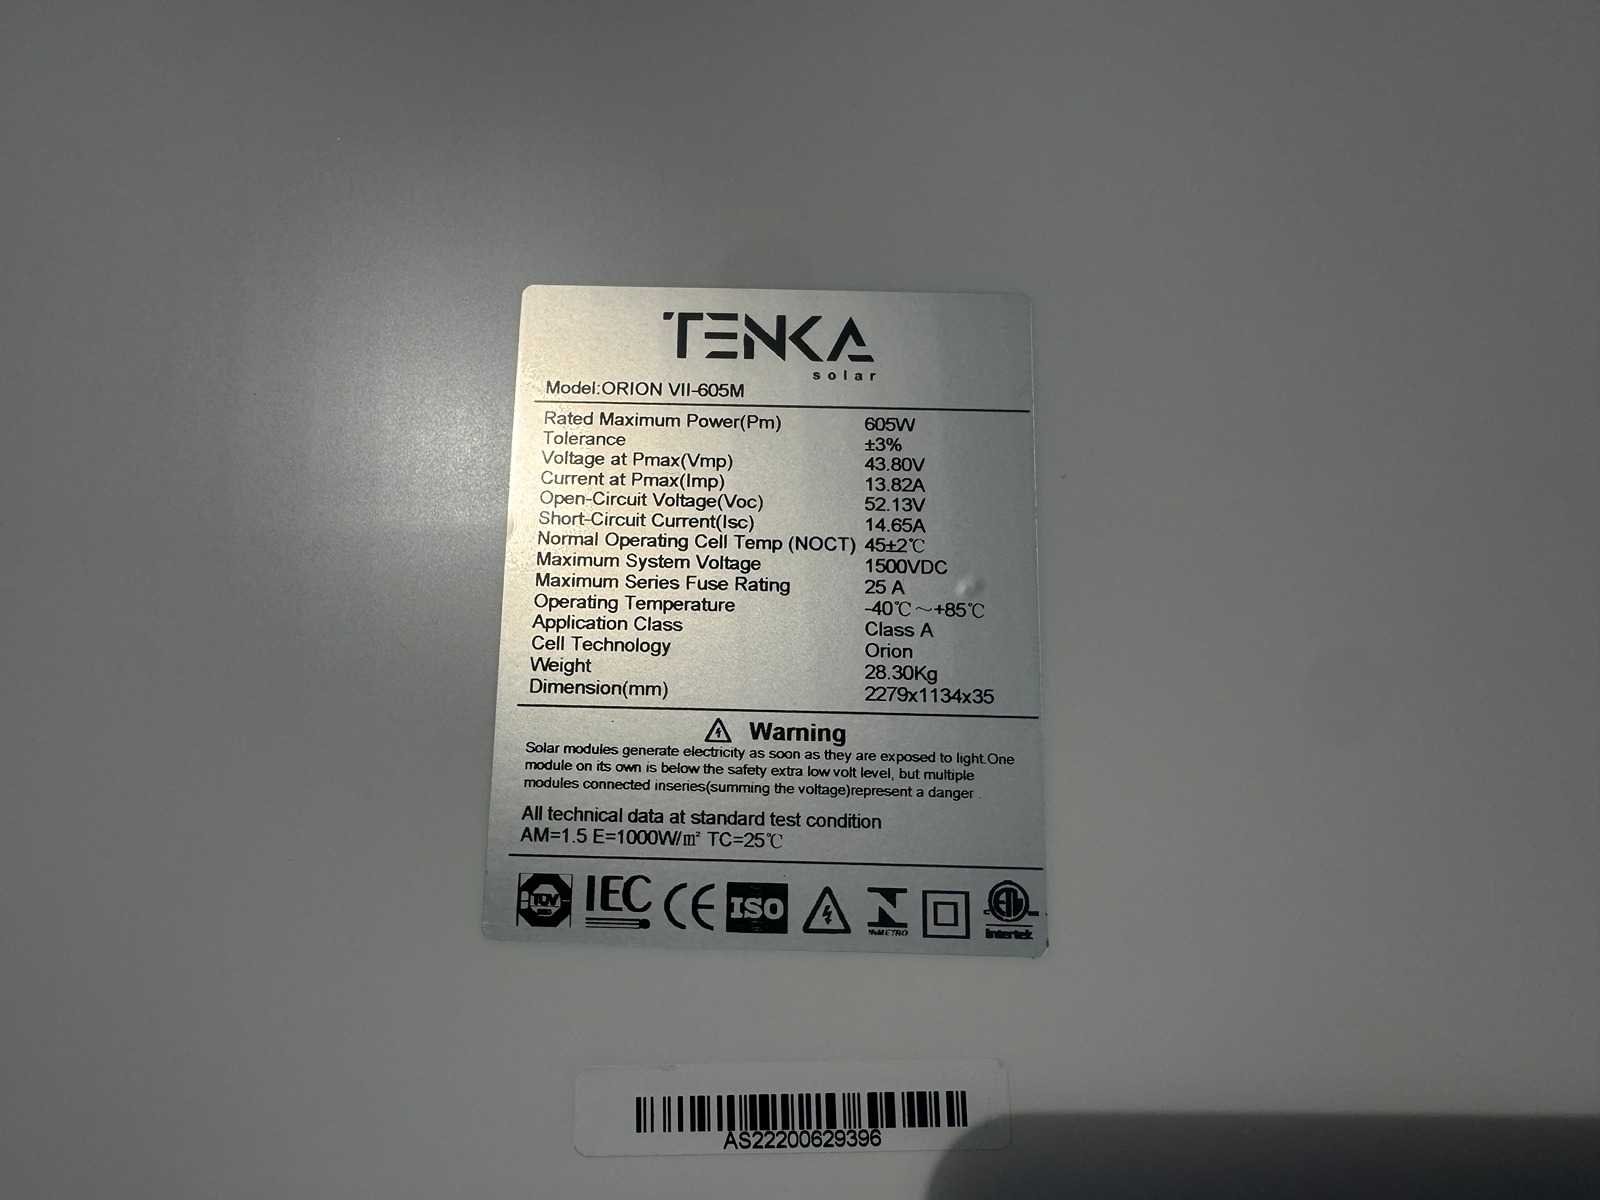 TENKA
solar
Model:ORION VII-605M
Rated Maximum Power(Pm) 605W
Tolerance ±3%
Voltage at Pmax(Vmp) 43.80V
Current at Pmax(Imp) 13.82A
Open-Circuit Voltage(Voc) 52.13V
Short-Circuit Current(Isc) 14.65A
Normal Operating Cell Temp (NOCT) 45±2℃
Maximum System Voltage 1500VDC
Maximum Series Fuse Rating 25 A
Operating Temperature -40℃～+85℃
Application Class Class A
Cell Technology Orion
Weight 28.30Kg
Dimension(mm) 2279x1134x35
Warning
Solar modules generate electricity as soon as they are exposed to light.One
module on its own is below the safety extra low volt level, but multiple
modules connected inseries(summing the voltage)represent a danger .
All technical data at standard test condition
AM=1.5 E=1000W/㎡ TC=25℃
TÜV IEC CE ISO INMETRO ETL Intertek
AS22200629396